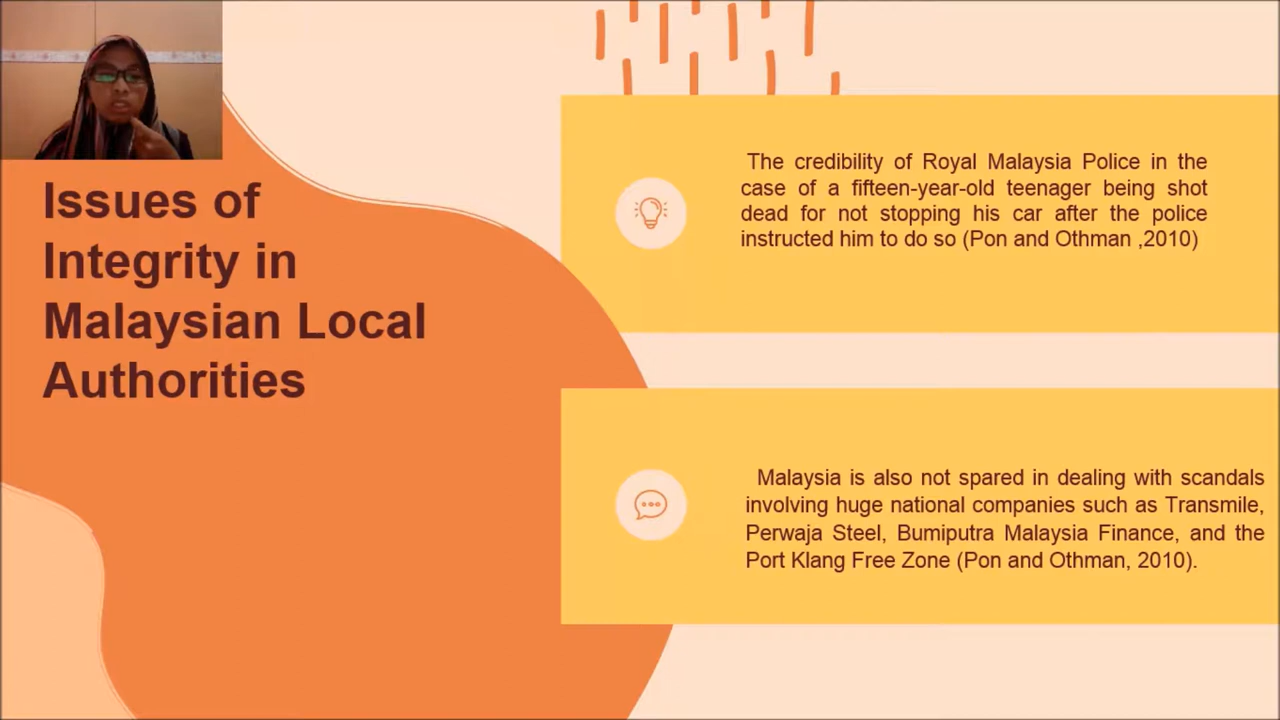 Issues of
Integrity in
Malaysian Local
Authorities
The credibility of Royal Malaysia Police in the
case of a fifteen-year-old teenager being shot
dead for not stopping his car after the police
instructed him to do so (Pon and Othman ,2010)
Malaysia is also not spared in dealing with scandals
involving huge national companies such as Transmile,
Perwaja Steel, Bumiputra Malaysia Finance, and the
Port Klang Free Zone (Pon and Othman, 2010).